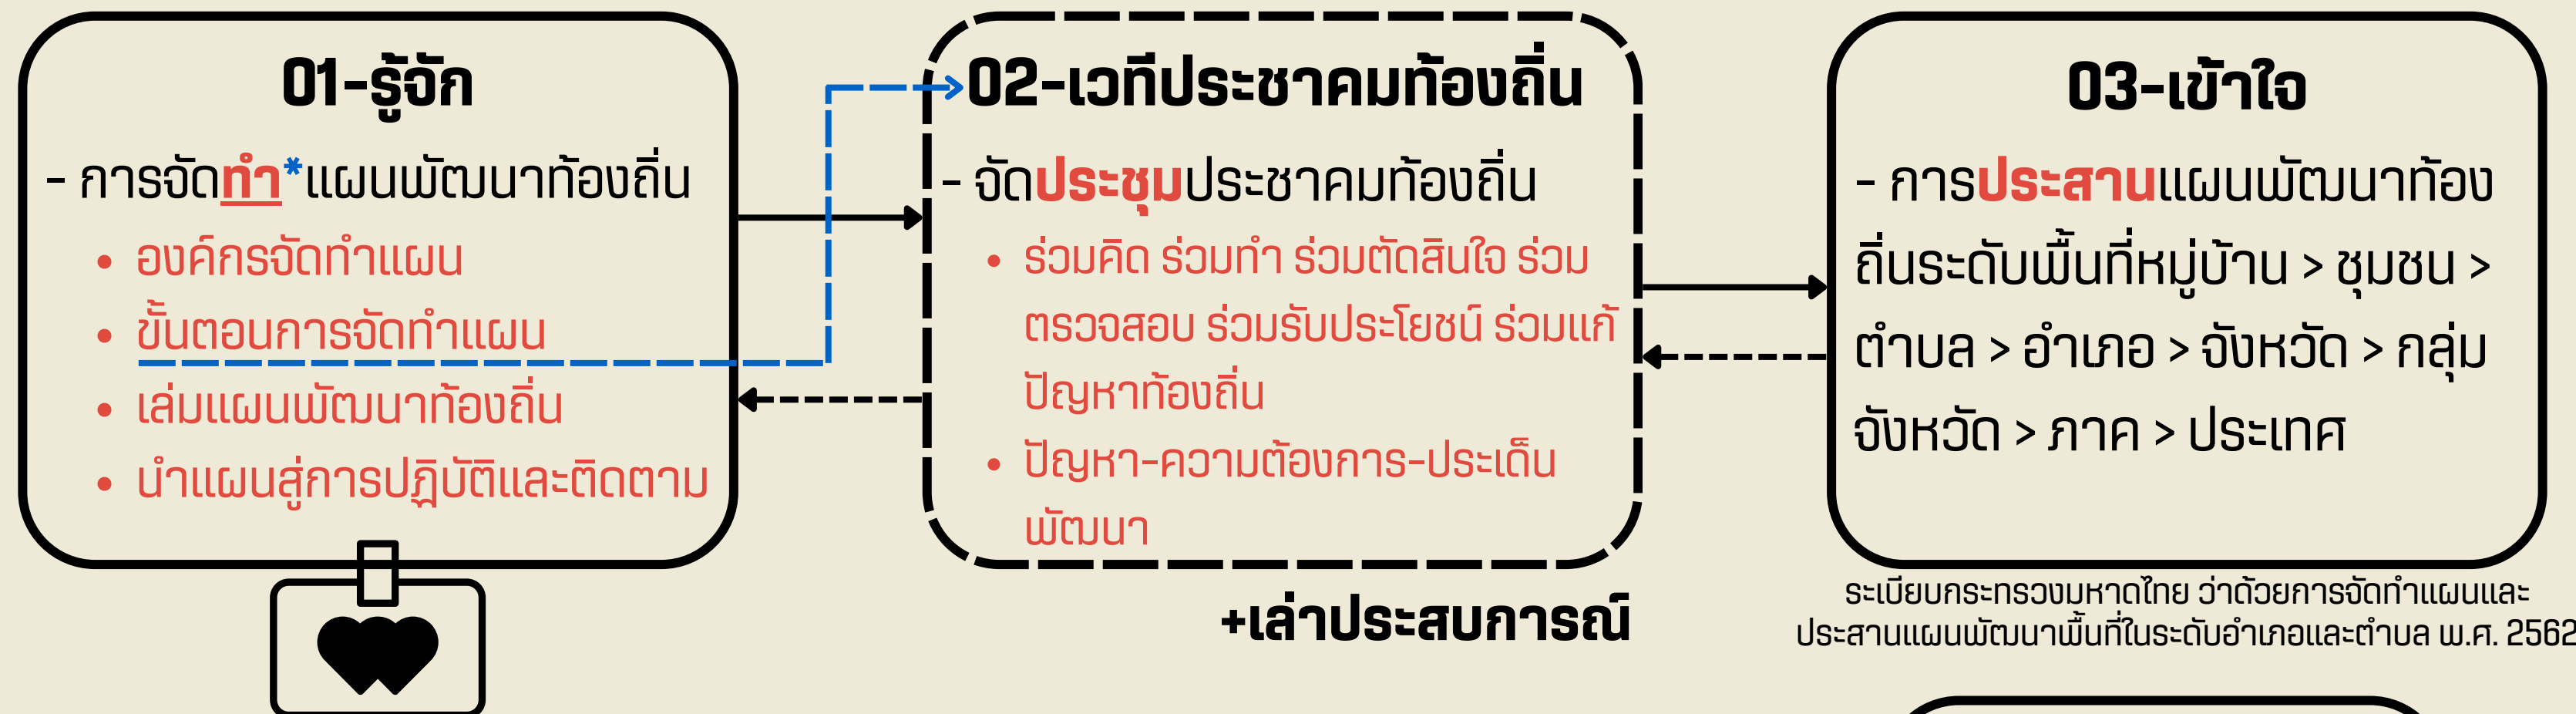 01-รู้จัก
- การจัดทำ*แผนพัฒนาท้องถิ่น
• องค์กรจัดทำแผน
• ขั้นตอนการจัดทำแผน
• เล่มแผนพัฒนาท้องถิ่น
• นำแผนสู่การปฏิบัติและติดตาม
02-เวทีประชาคมท้องถิ่น
- จัดประชุมประชาคมท้องถิ่น
• ร่วมคิด ร่วมทำ ร่วมตัดสินใจ ร่วม
ตรวจสอบ ร่วมรับประโยชน์ ร่วมแก้
ปัญหาท้องถิ่น
• ปัญหา-ความต้องการ-ประเด็น
พัฒนา
+เล่าประสบการณ์
03-เข้าใจ
- การประสานแผนพัฒนาท้อง
ถิ่นระดับพื้นที่หมู่บ้าน > ชุมชน >
ตำบล > อำเภอ > จังหวัด > กลุ่ม
จังหวัด > ภาค > ประเทศ
ระเบียบกระทรวงมหาดไทย ว่าด้วยการจัดทำแผนและ
ประสานแผนพัฒนาพื้นที่ในระดับอำเภอและตำบล พ.ศ. 2562